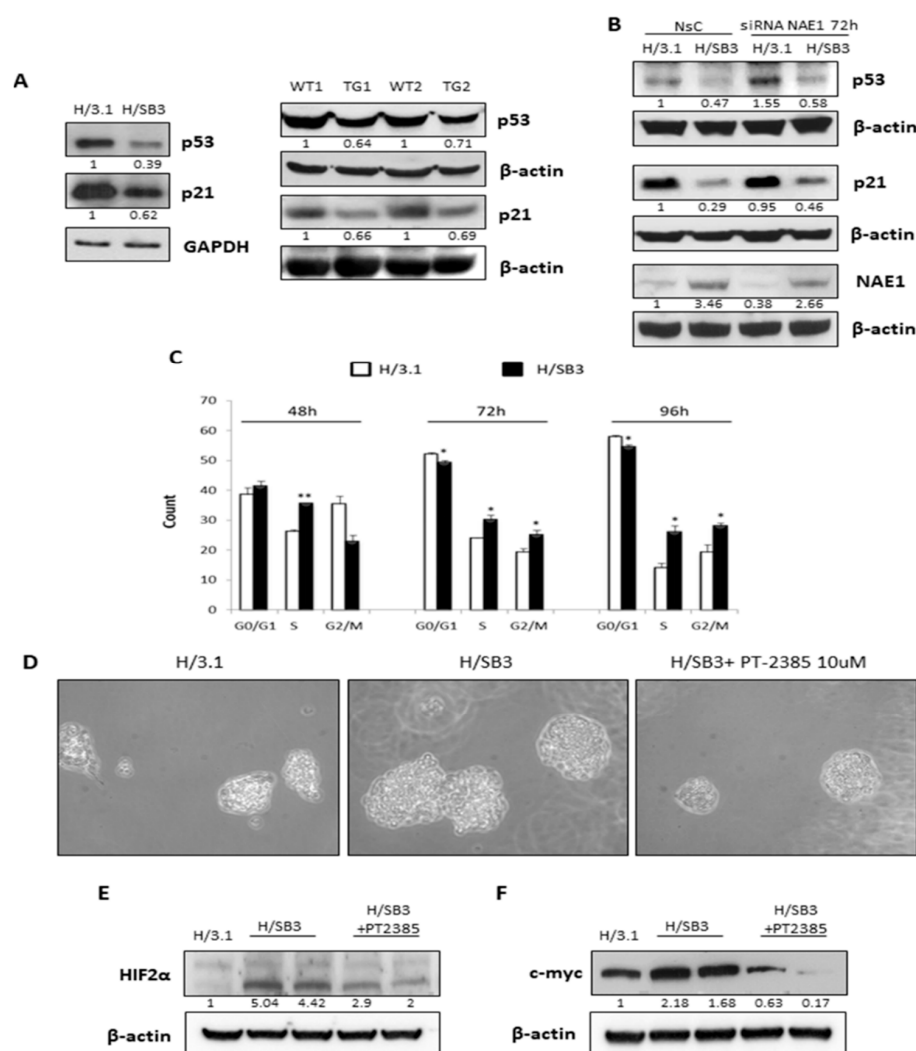 A
H/3.1 H/SB3
p53
1 0.39
p21
1 0.62
GAPDH
WT1 TG1 WT2 TG2
p53
1 0.64 1 0.71
β-actin
p21
1 0.66 1 0.69
β-actin
B
NsC siRNA NAE1 72h
H/3.1 H/SB3 H/3.1 H/SB3
p53
1 0.47 1.55 0.58
β-actin
p21
1 0.29 0.95 0.46
NAE1
1 3.46 0.38 2.66
β-actin
C
H/3.1 H/SB3
48h 72h 96h
Count
70
60
50
40
30
20
10
0
** * * * * * *
G0/G1 S G2/M G0/G1 S G2/M G0/G1 S G2/M
D
H/3.1 H/SB3 H/SB3+ PT-2385 10uM
E
H/3.1 H/SB3 H/SB3
+PT2385
HIF2α
1 5.04 4.42 2.9 2
β-actin
F
H/3.1 H/SB3 H/SB3
+PT2385
c-myc
1 2.18 1.68 0.63 0.17
β-actin